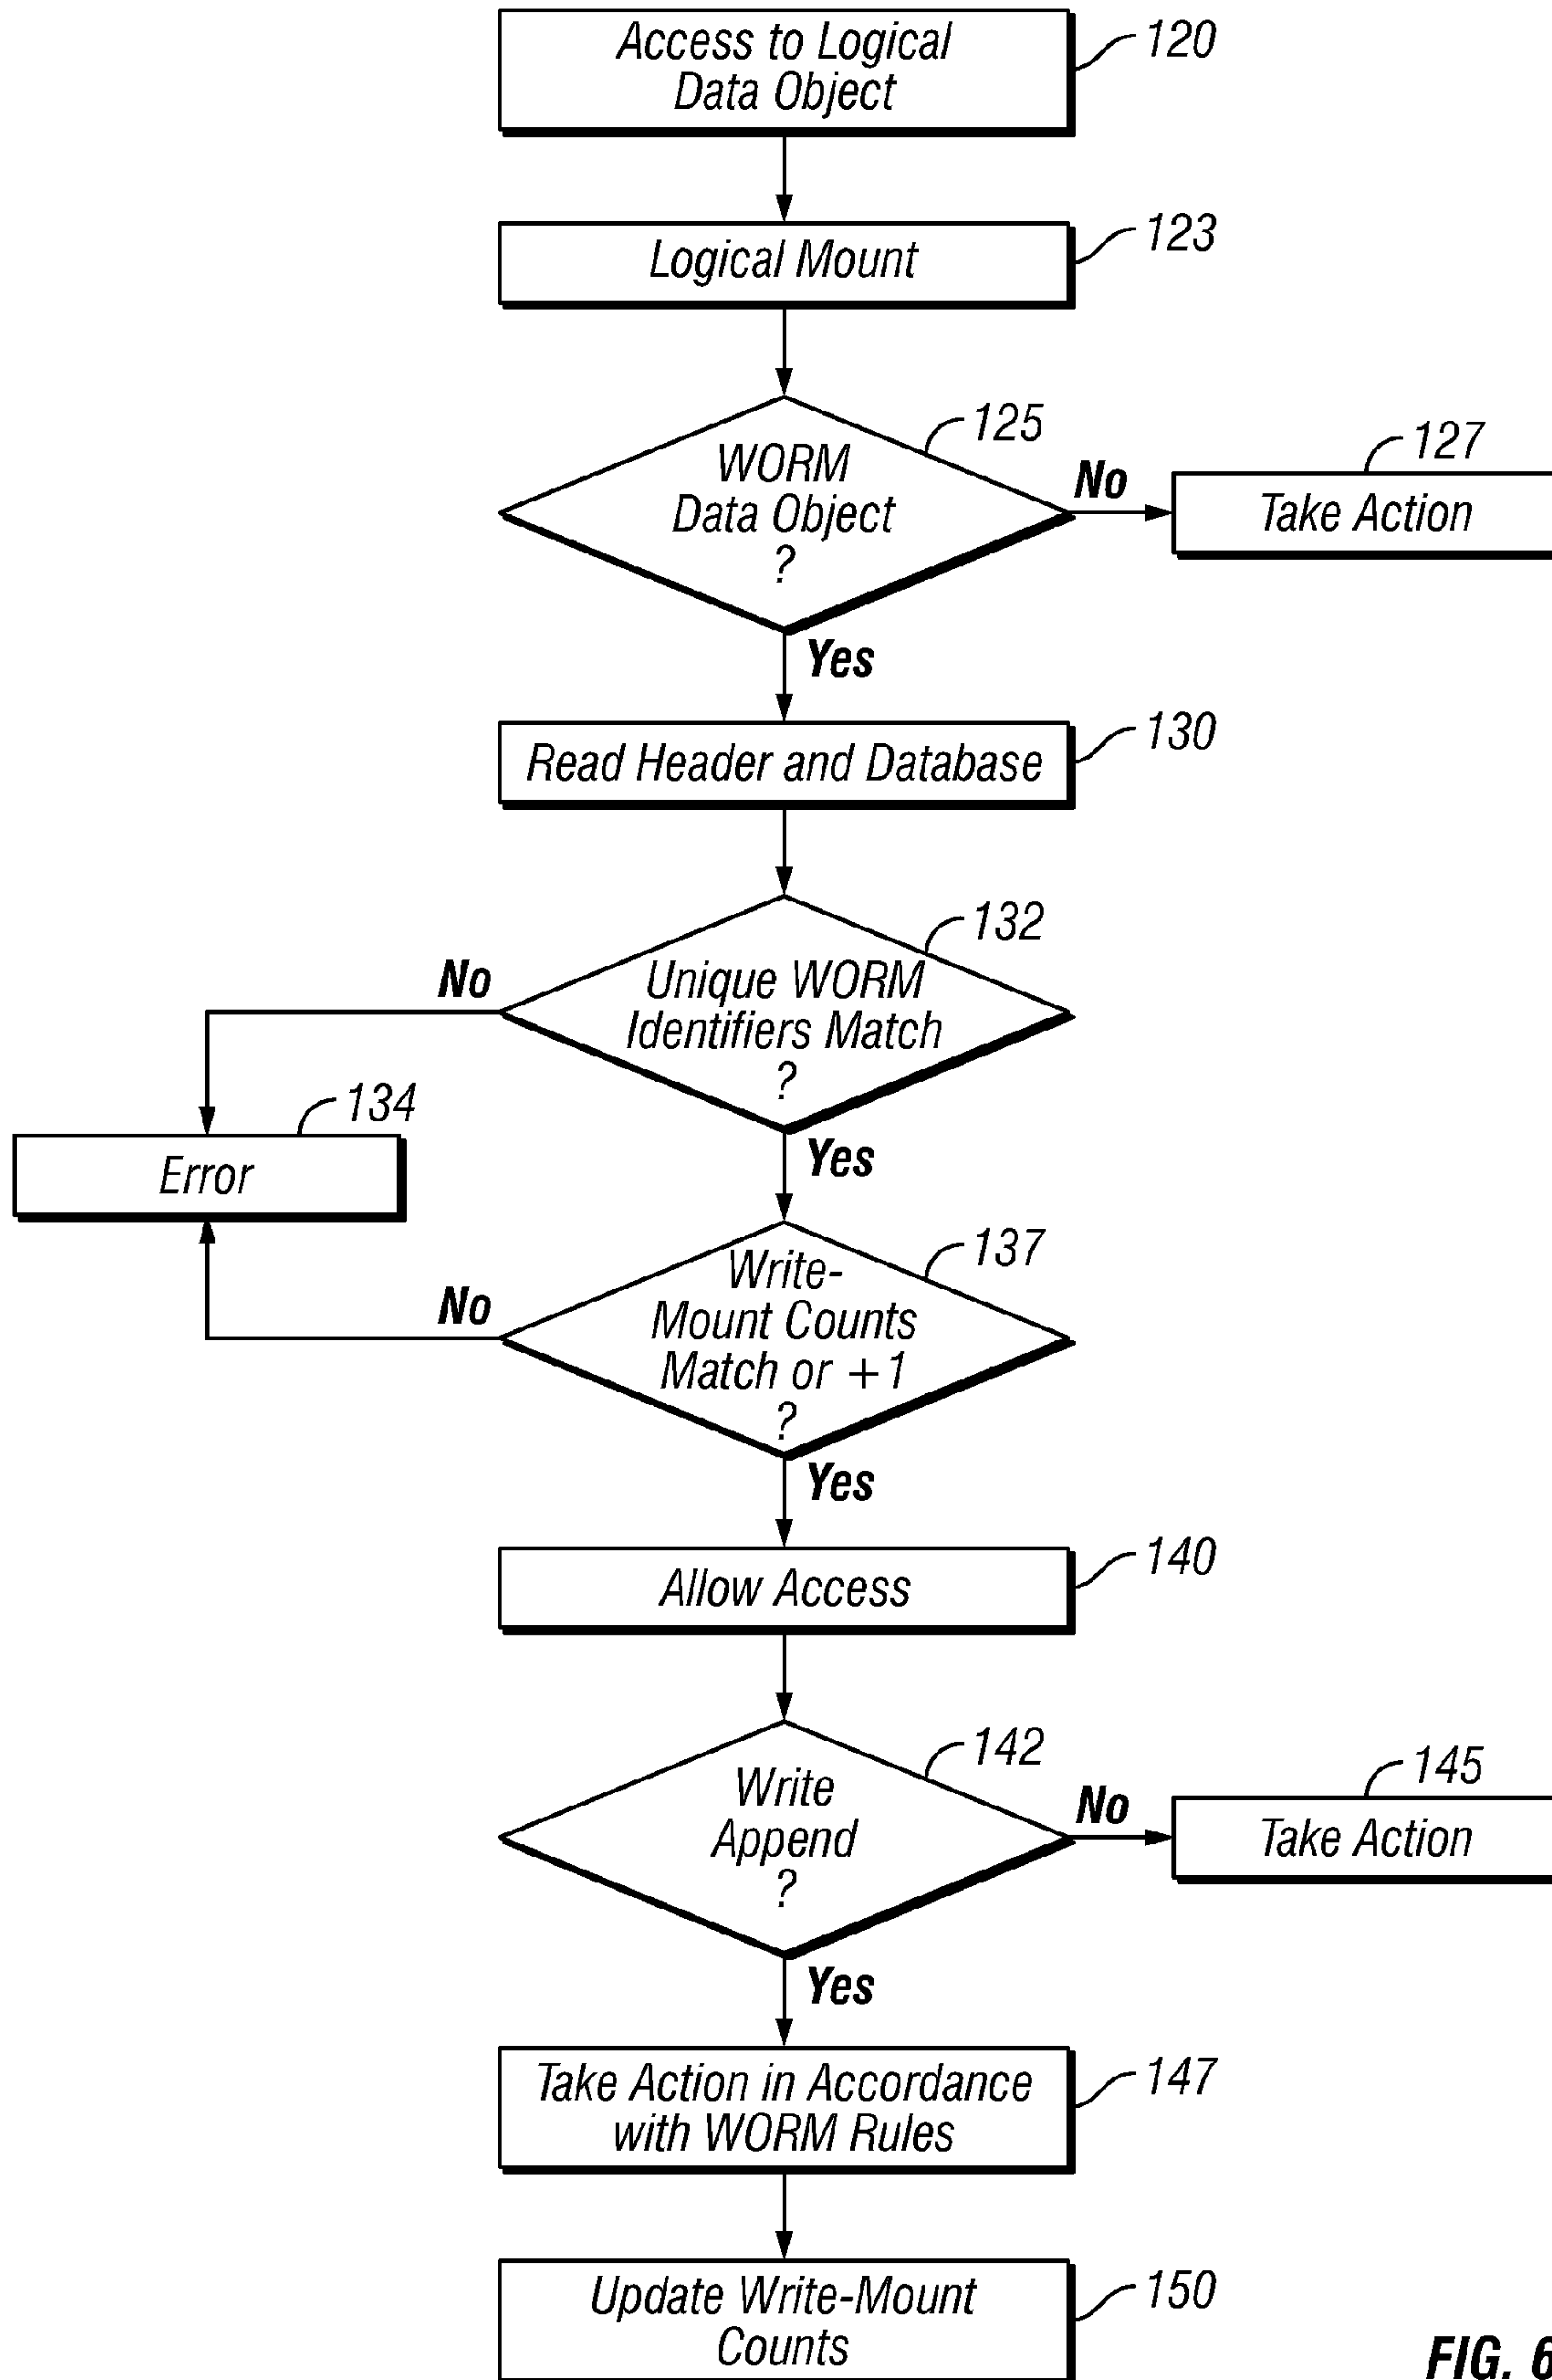 Access to Logical
Data Object
120
Logical Mount
123
WORM
Data Object
?
125
No
127
Take Action
Yes
Read Header and Database
130
Unique WORM
Identifiers Match
?
132
No
134
Error
Yes
Write-
Mount Counts
Match or +1
?
137
No
Yes
Allow Access
140
Write
Append
?
142
No
145
Take Action
Yes
Take Action in Accordance
with WORM Rules
147
Update Write-Mount
Counts
150
FIG. 6